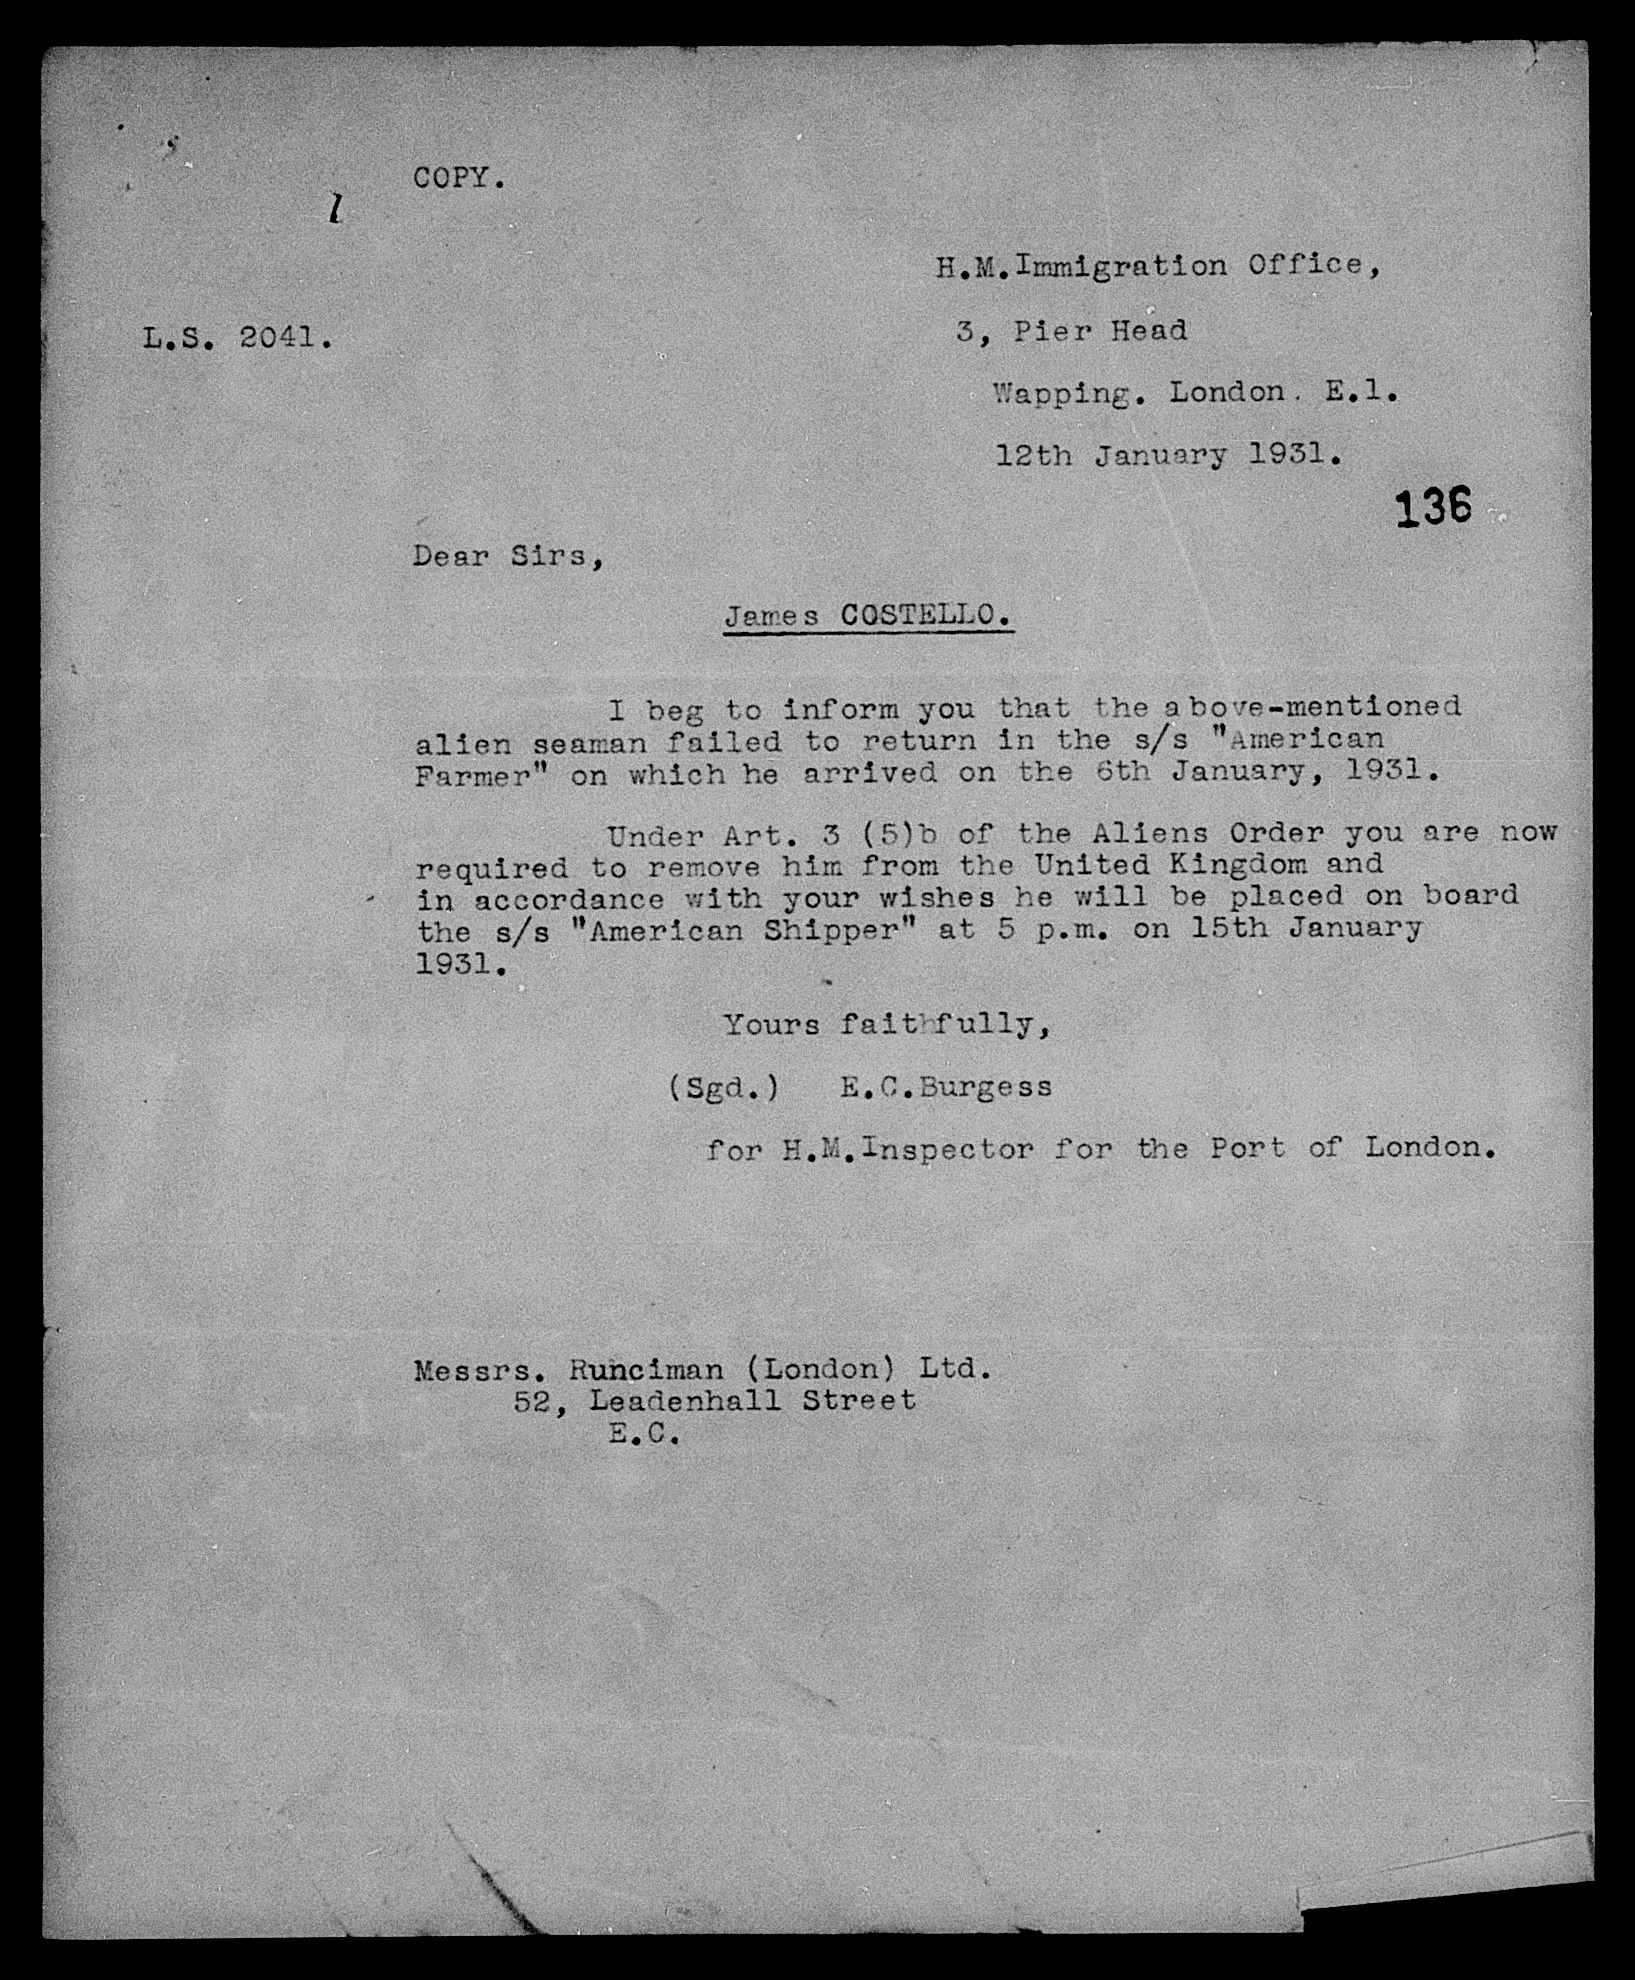 COPY.
H.M.Immigration Office,
L.S. 2041.
3, Pier Head
Wapping. London. E.1.
12th January 1931.
136
Dear Sirs,
James COSTELLO.
I beg to inform you that the above-mentioned
alien seaman failed to return in the s/s "American
Farmer" on which he arrived on the 6th January, 1931.
Under Art. 3 (5)b of the Aliens Order you are now
required to remove him from the United Kingdom and
in accordance with your wishes he will be placed on board
the s/s "American Shipper" at 5 p.m. on 15th January
1931.
Yours faithfully,
(Sgd.) E.C.Burgess
for H.M.Inspector for the Port of London.
Messrs. Runciman (London) Ltd.
52, Leadenhall Street
E.C.